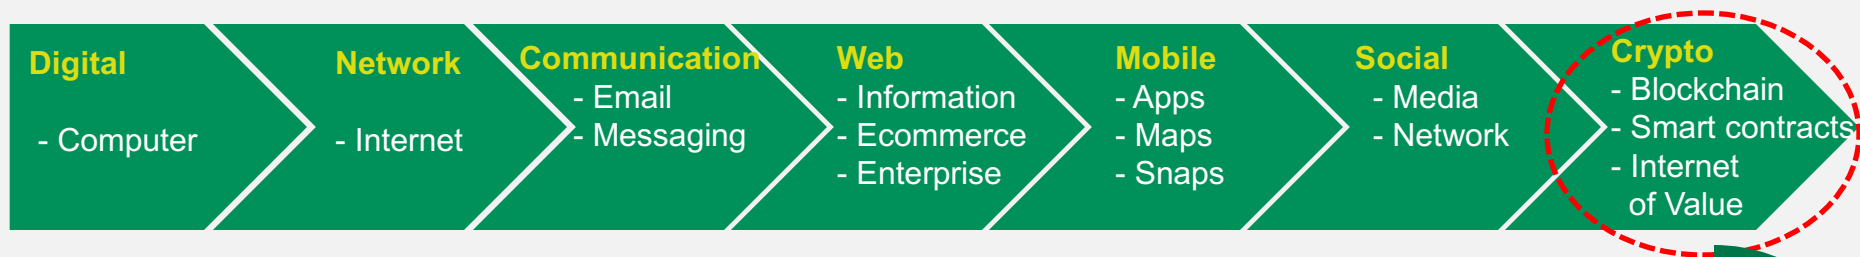 Digital
- Computer
Network
- Internet
Communication
- Email
- Messaging
Web
- Information
- Ecommerce
- Enterprise
Mobile
- Apps
- Maps
- Snaps
Social
- Media
- Network
Crypto
- Blockchain
- Smart contracts
- Internet
of Value